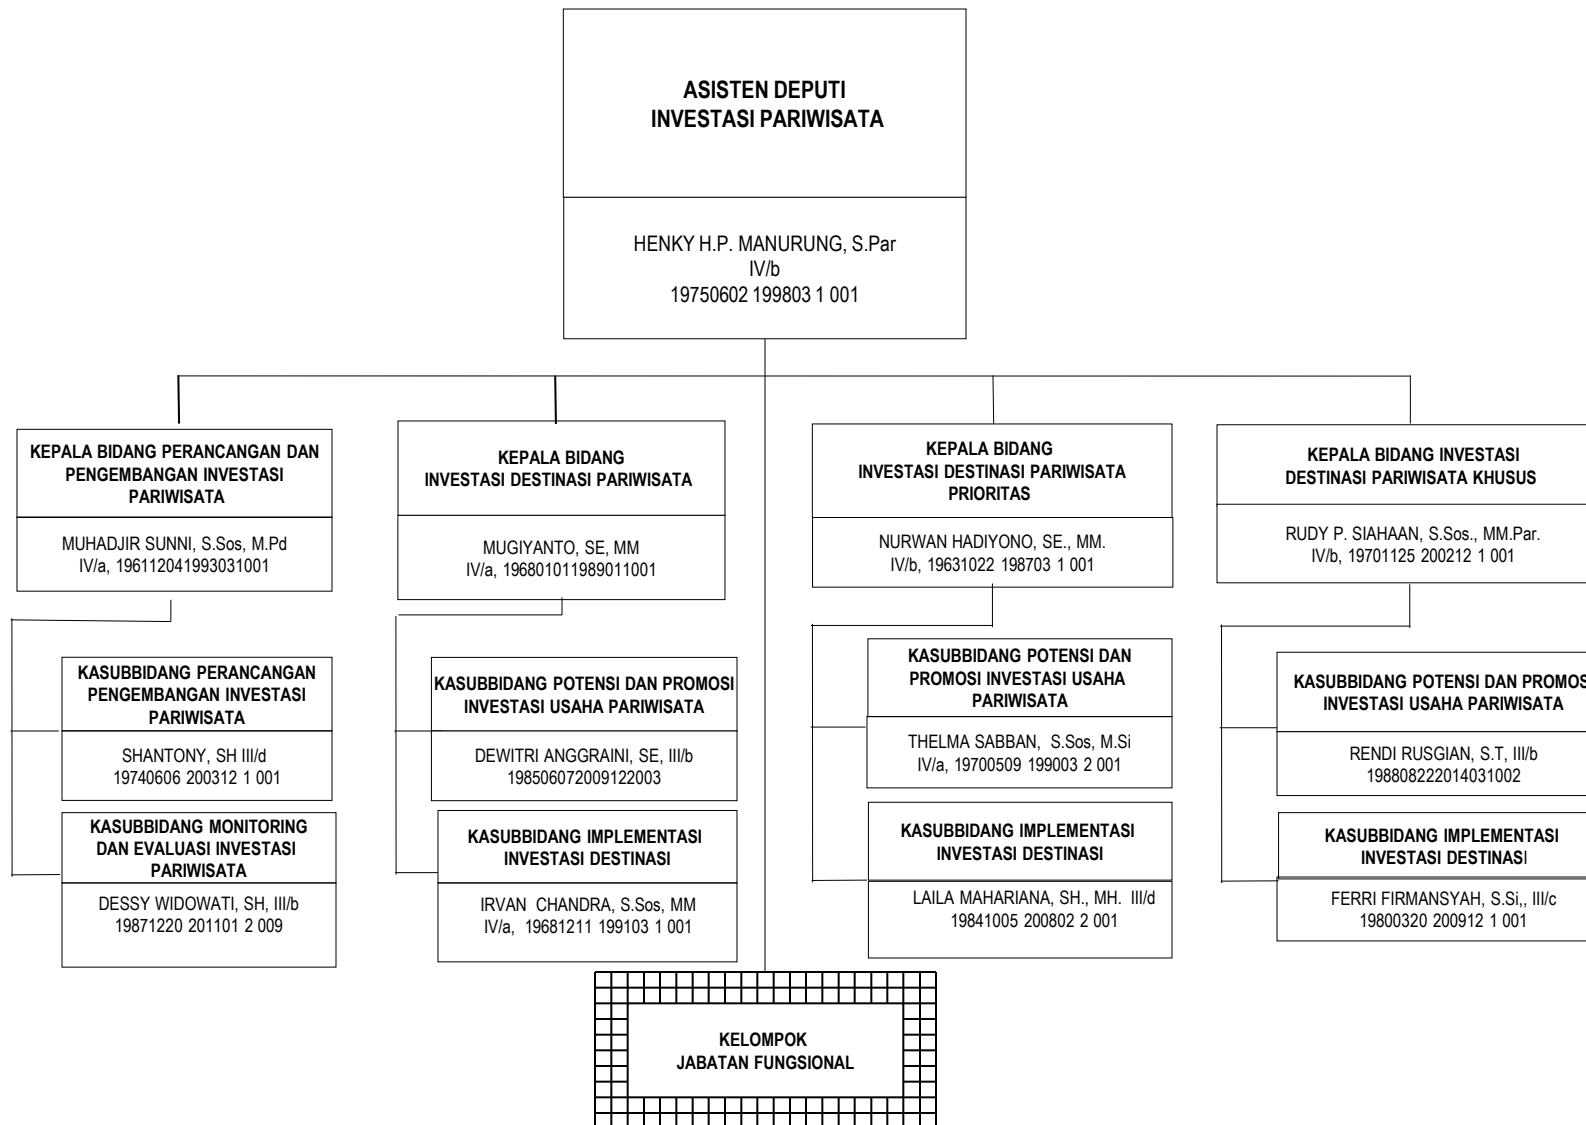 ASISTEN DEPUTI
INVESTASI PARIWISATA
HENKY H.P. MANURUNG, S.Par
IV/b
19750602 199803 1 001
KEPALA BIDANG PERANCANGAN DAN
PENGEMBANGAN INVESTASI
PARIWISATA
MUHADJIR SUNNI, S.Sos, M.Pd
IV/a, 196112041993031001
KEPALA BIDANG
INVESTASI DESTINASI PARIWISATA
MUGIYANTO, SE, MM
IV/a, 196801011989011001
KEPALA BIDANG
INVESTASI DESTINASI PARIWISATA
PRIORITAS
NURWAN HADIYONO, SE., MM.
IV/b, 19631022 198703 1 001
KEPALA BIDANG INVESTASI
DESTINASI PARIWISATA KHUSUS
RUDY P. SIAHAAN, S.Sos., MM.Par.
IV/b, 19701125 200212 1 001
KASUBBIDANG PERANCANGAN
PENGEMBANGAN INVESTASI
PARIWISATA
SHANTONY, SH III/d
19740606 200312 1 001
KASUBBIDANG POTENSI DAN PROMOSI
INVESTASI USAHA PARIWISATA
DEWITRI ANGGRAINI, SE, III/b
198506072009122003
KASUBBIDANG POTENSI DAN
PROMOSI INVESTASI USAHA
PARIWISATA
THELMA SABBAN, S.Sos, M.Si
IV/a, 19700509 199003 2 001
KASUBBIDANG POTENSI DAN PROMOSI
INVESTASI USAHA PARIWISATA
RENDI RUSGIAN, S.T, III/b
198808222014031002
KASUBBIDANG MONITORING
DAN EVALUASI INVESTASI
PARIWISATA
DESSY WIDOWATI, SH, III/b
19871220 201101 2 009
KASUBBIDANG IMPLEMENTASI
INVESTASI DESTINASI
IRVAN CHANDRA, S.Sos, MM
IV/a, 19681211 199103 1 001
KASUBBIDANG IMPLEMENTASI
INVESTASI DESTINASI
LAILA MAHARIANA, SH., MH. III/d
19841005 200802 2 001
KASUBBIDANG IMPLEMENTASI
INVESTASI DESTINASI
FERRI FIRMANSYAH, S.Si,, III/c
19800320 200912 1 001
KELOMPOK
JABATAN FUNGSIONAL